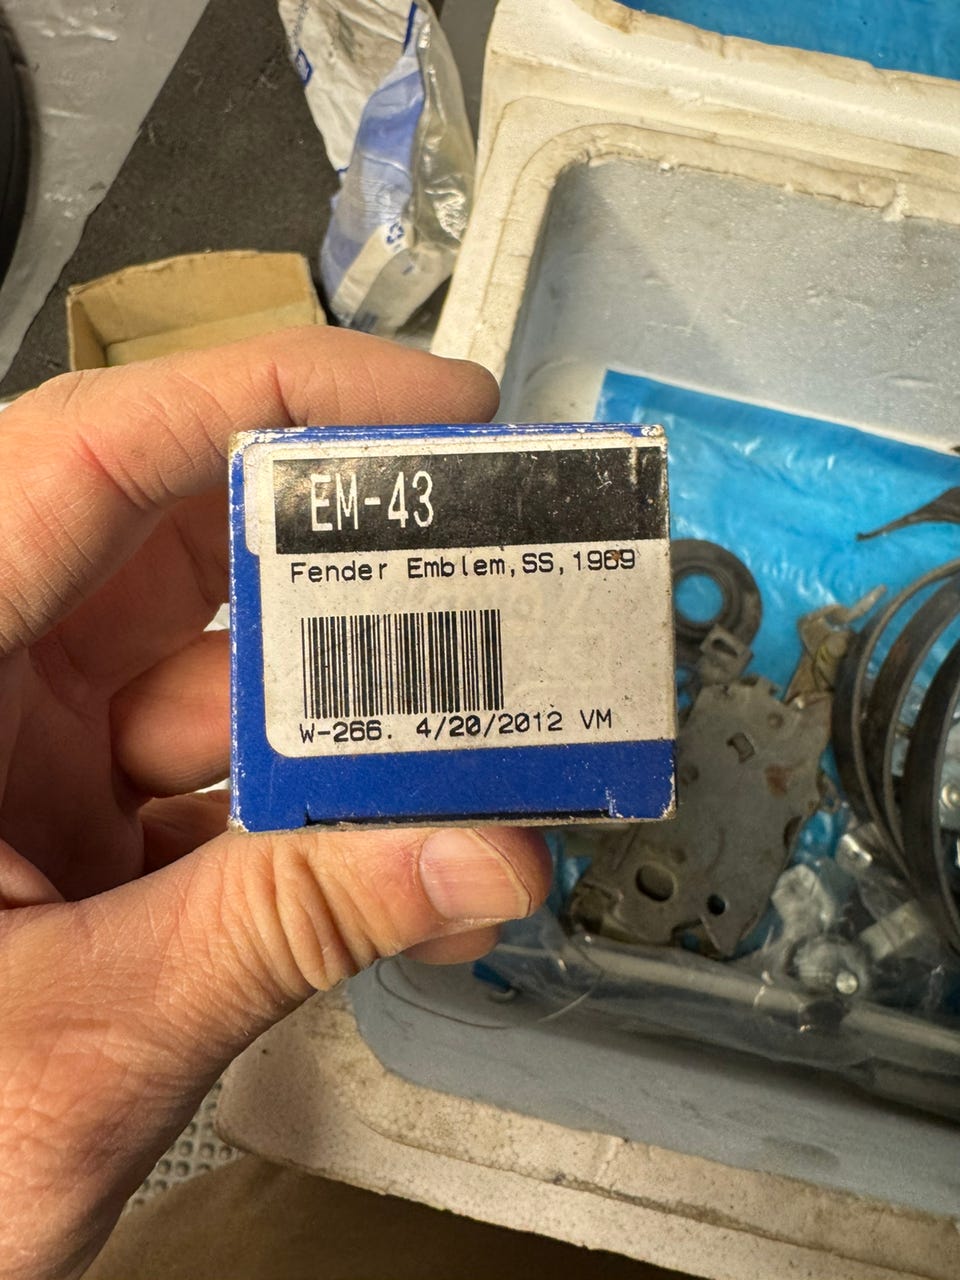 EM-43
Fender Emblem,SS,1969
W-266. 4/20/2012 VM